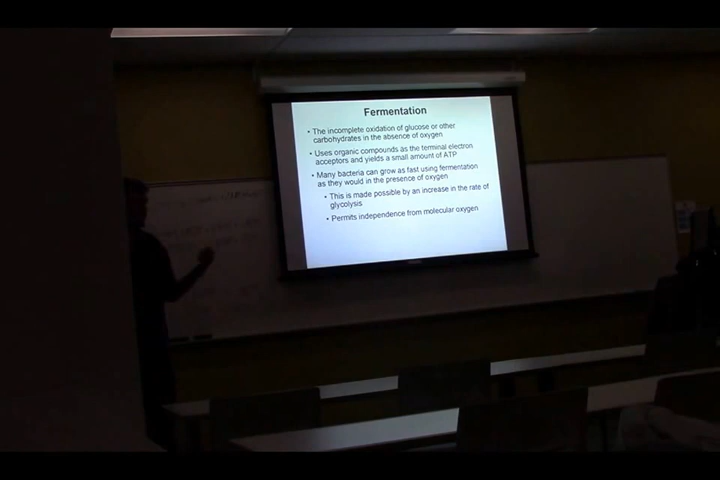 Fermentation
• The incomplete oxidation of glucose or other
carbohydrates in the absence of oxygen
• Uses organic compounds as the terminal electron
acceptors and yields a small amount of ATP
• Many bacteria can grow as fast using fermentation
as they would in the presence of oxygen
• This is made possible by an increase in the rate of
glycolysis
• Permits independence from molecular oxygen